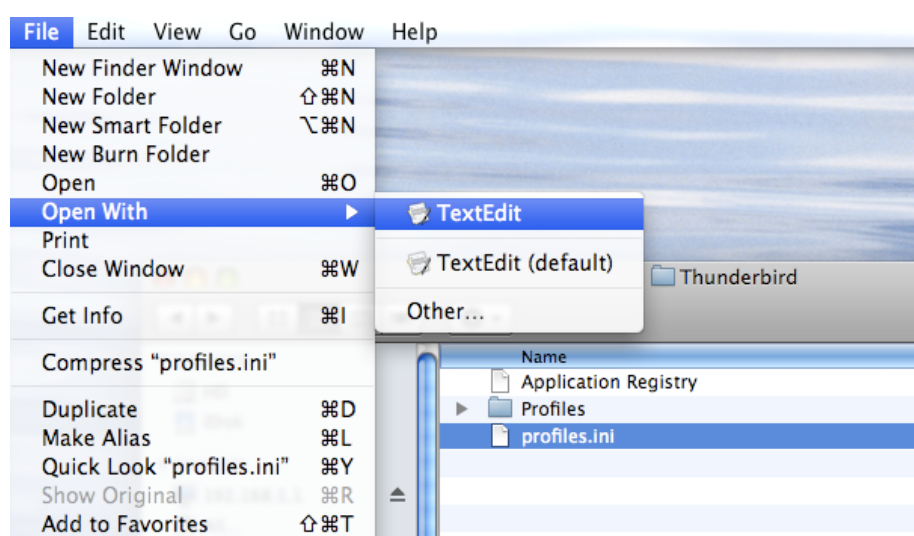 File Edit View Go Window Help
New Finder Window ⌘N
New Folder ⇧⌘N
New Smart Folder ⌥⌘N
New Burn Folder
Open ⌘O
Open With ▶
TextEdit
Print
Close Window ⌘W
TextEdit (default)
Thunderbird
Get Info ⌘I
Other...
Compress “profiles.ini”
Name
Application Registry
Duplicate ⌘D
Profiles
Make Alias ⌘L
profiles.ini
Quick Look “profiles.ini” ⌘Y
Show Original ⌘R
Add to Favorites ⇧⌘T